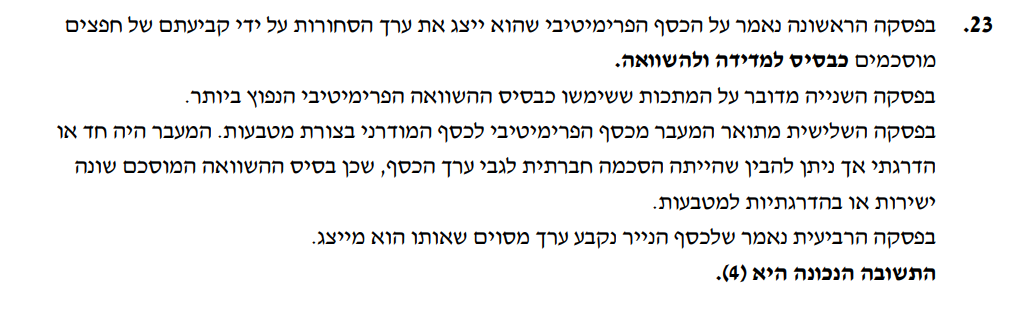 23. בפסקה הראשונה נאמר על הכסף הפרימיטיבי שהוא ייצג את ערך הסחורות על ידי קביעתם של חפצים
מוסכמים כבסיס למדידה ולהשוואה.
בפסקה השנייה מדובר על המתכות ששימשו כבסיס ההשוואה הפרימיטיבי הנפוץ ביותר.
בפסקה השלישית מתואר המעבר מכסף הפרימיטיבי לכסף המודרני בצורת מטבעות. המעבר היה חד או
הדרגתי אך ניתן להבין שהייתה הסכמה חברתית לגבי ערך הכסף, שכן בסיס ההשוואה המוסכם שונה
ישירות או בהדרגתיות למטבעות.
בפסקה הרביעית נאמר שלכסף הנייר נקבע ערך מסוים שאותו הוא מייצג.
התשובה הנכונה היא (4).